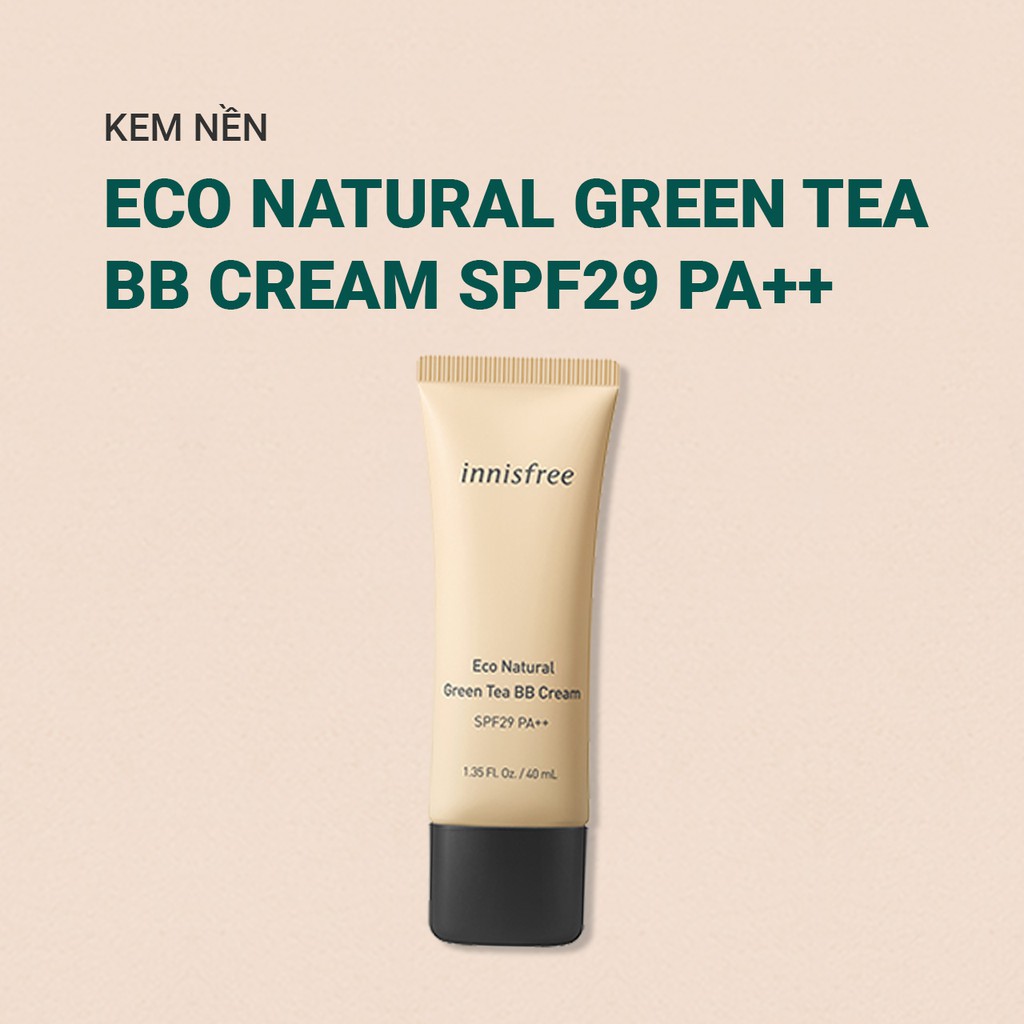 KEM NỀN
ECO NATURAL GREEN TEA
BB CREAM SPF29 PA++
innisfree
Eco Natural
Green Tea BB Cream
SPF29 PA++
1.35 FL. Oz. / 40 mL